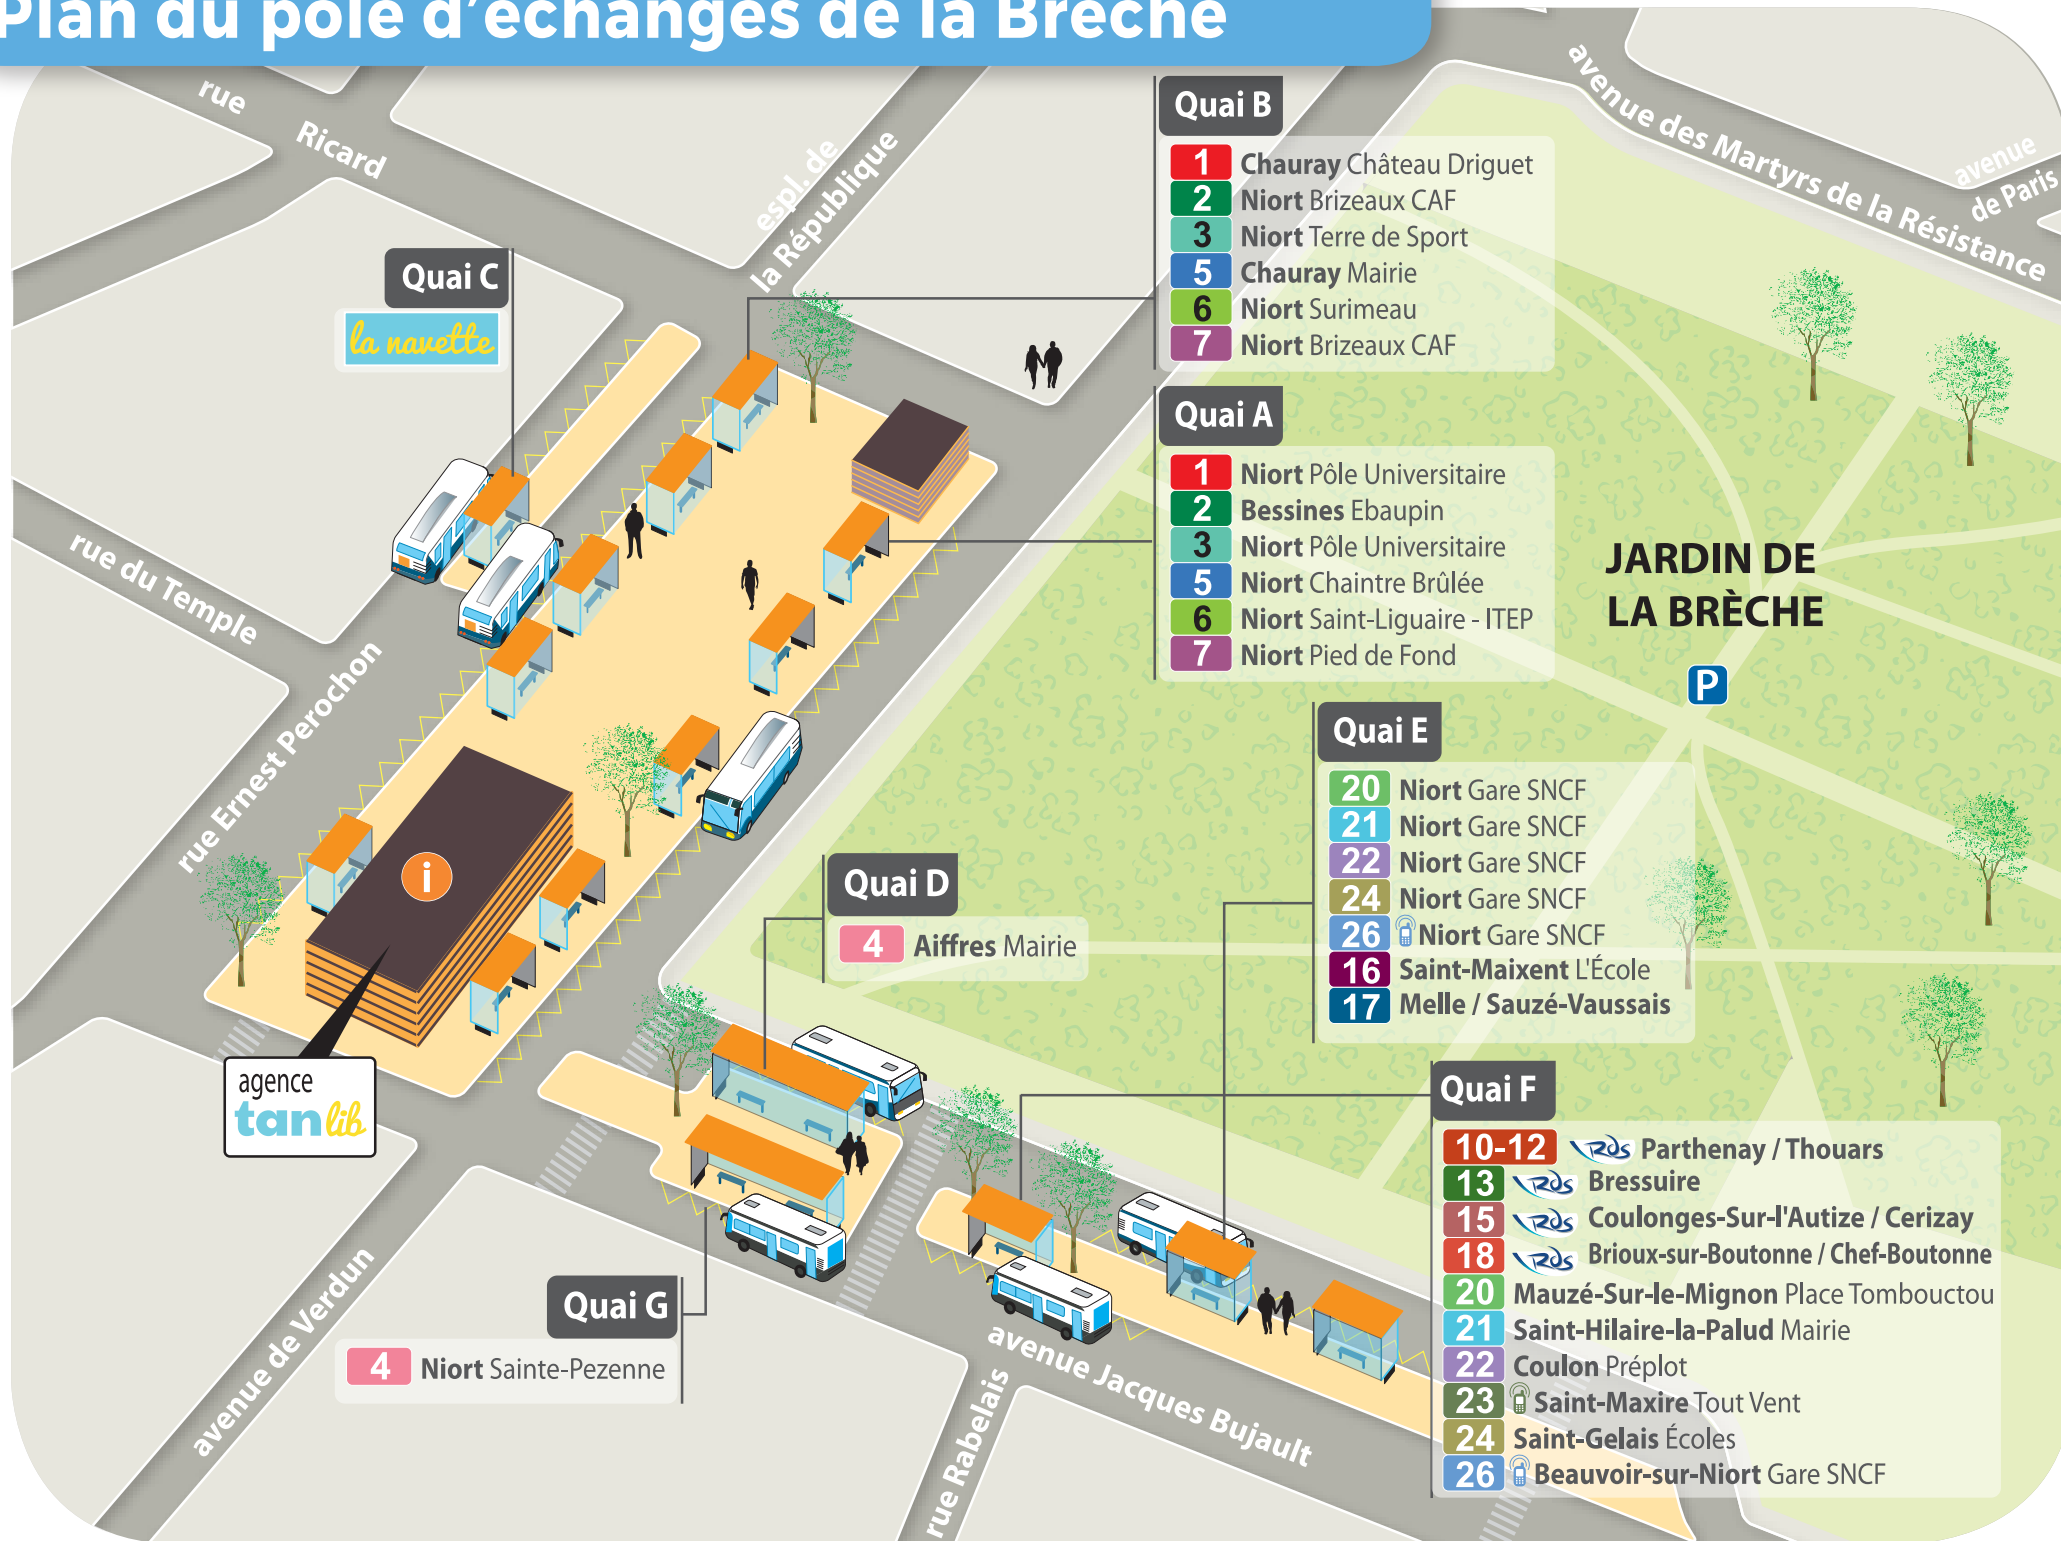 Plan du pôle d'échanges de la Brèche
rue
Ricard
espl. de
la République
avenue des Martyrs de la Résistance
avenue
de Paris
Quai B
1 Chauray Château Driguet
2 Niort Brizeaux CAF
3 Niort Terre de Sport
5 Chauray Mairie
6 Niort Surimeau
7 Niort Brizeaux CAF
Quai C
la navette
Quai A
1 Niort Pôle Universitaire
2 Bessines Ebaupin
3 Niort Pôle Universitaire
5 Niort Chaintre Brûlée
6 Niort Saint-Liguaire - ITEP
7 Niort Pied de Fond
rue du Temple
JARDIN DE
LA BRÈCHE
P
rue Ernest Perochon
i
Quai E
20 Niort Gare SNCF
21 Niort Gare SNCF
22 Niort Gare SNCF
24 Niort Gare SNCF
26 Niort Gare SNCF
16 Saint-Maixent L'École
17 Melle / Sauzé-Vaussais
Quai D
4 Aiffres Mairie
agence
tanlib
Quai F
10-12 RDS Parthenay / Thouars
13 RDS Bressuire
15 RDS Coulonges-Sur-l'Autize / Cerizay
18 RDS Brioux-sur-Boutonne / Chef-Boutonne
20 Mauzé-Sur-le-Mignon Place Tombouctou
21 Saint-Hilaire-la-Palud Mairie
22 Coulon Préplot
23 Saint-Maxire Tout Vent
24 Saint-Gelais Écoles
26 Beauvoir-sur-Niort Gare SNCF
Quai G
4 Niort Sainte-Pezenne
avenue de Verdun
rue Rabelais
avenue Jacques Bujault